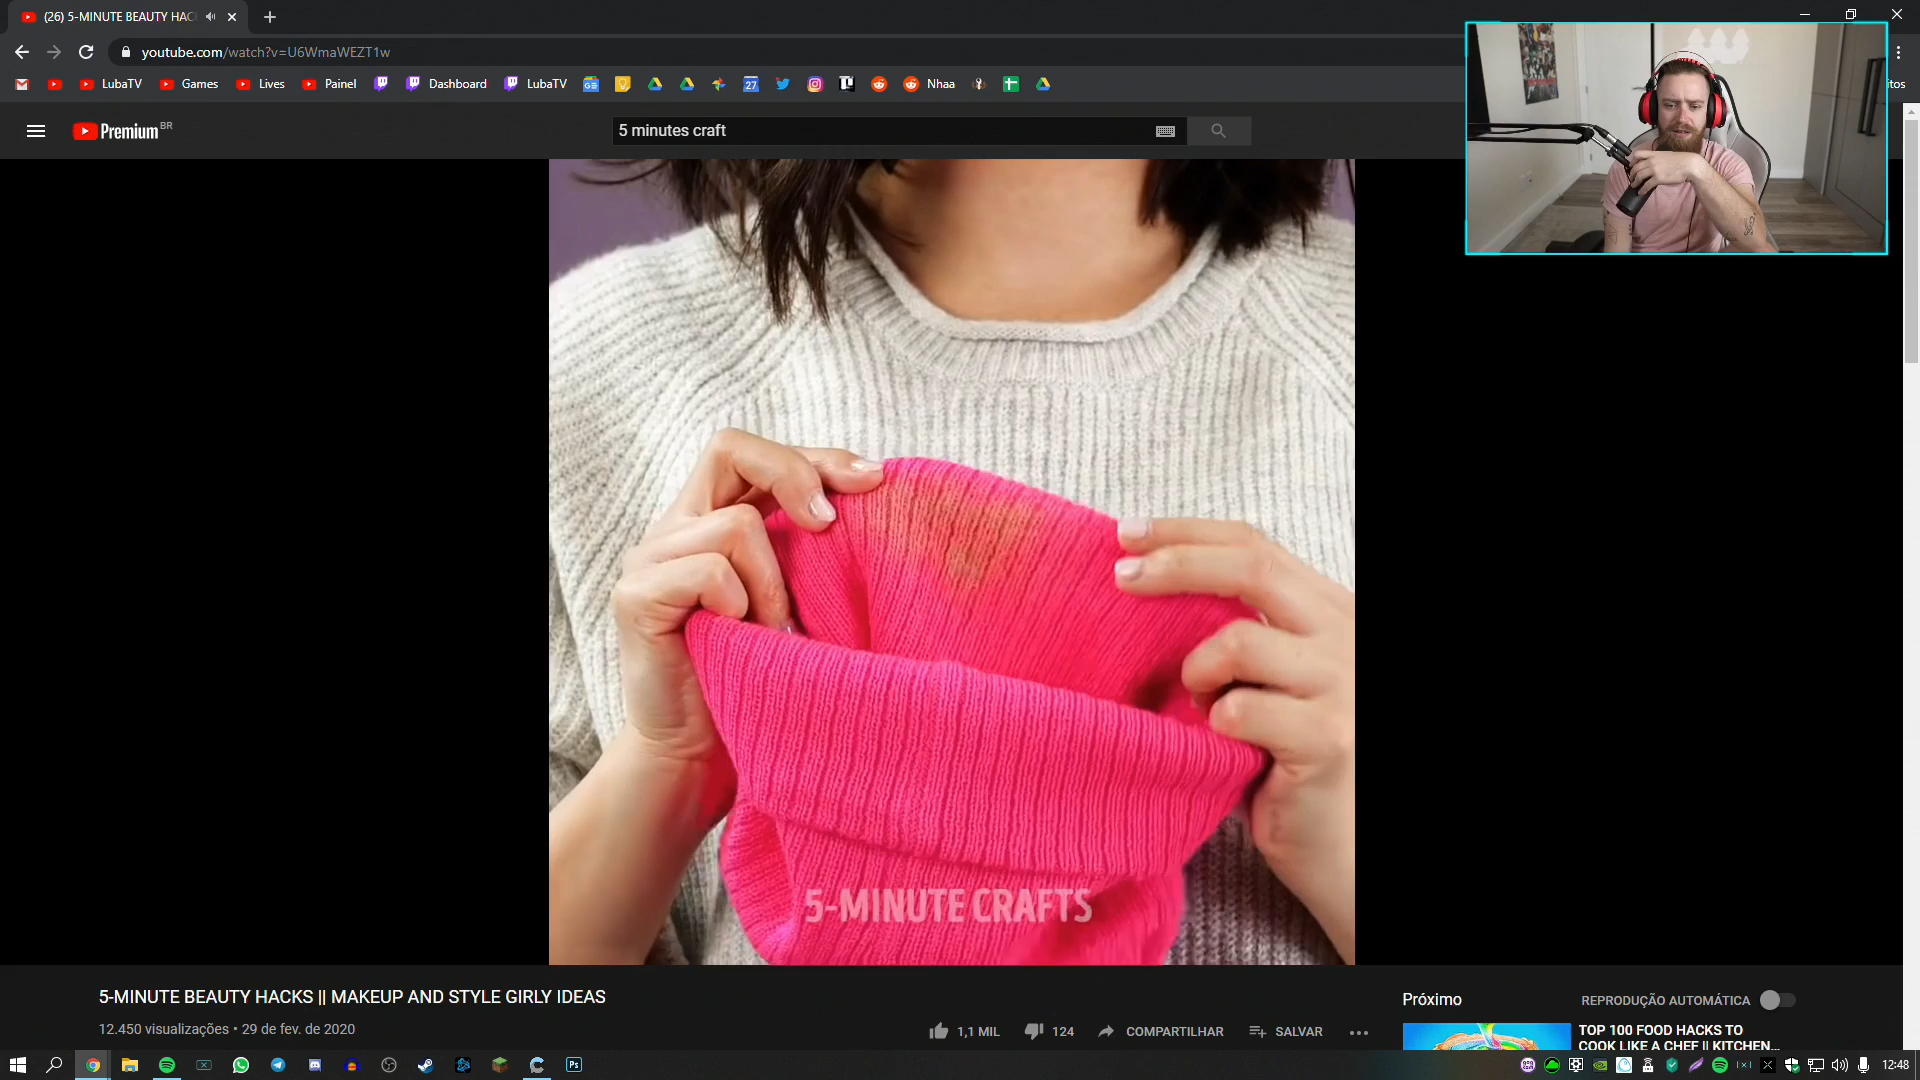 (26) 5-MINUTE BEAUTY HAC
youtube.com/watch?v=U6WmaWEZT1w
LubaTV Games Lives Painel Dashboard LubaTV 27 Nhaa itos
Premium BR
5 minutes craft
5-MINUTE CRAFTS
5-MINUTE BEAUTY HACKS || MAKEUP AND STYLE GIRLY IDEAS
12.450 visualizações • 29 de fev. de 2020
1,1 MIL 124 COMPARTILHAR SALVAR
Próximo REPRODUÇÃO AUTOMÁTICA
TOP 100 FOOD HACKS TO
COOK LIKE A CHEF || KITCHEN...
Ps
12:48